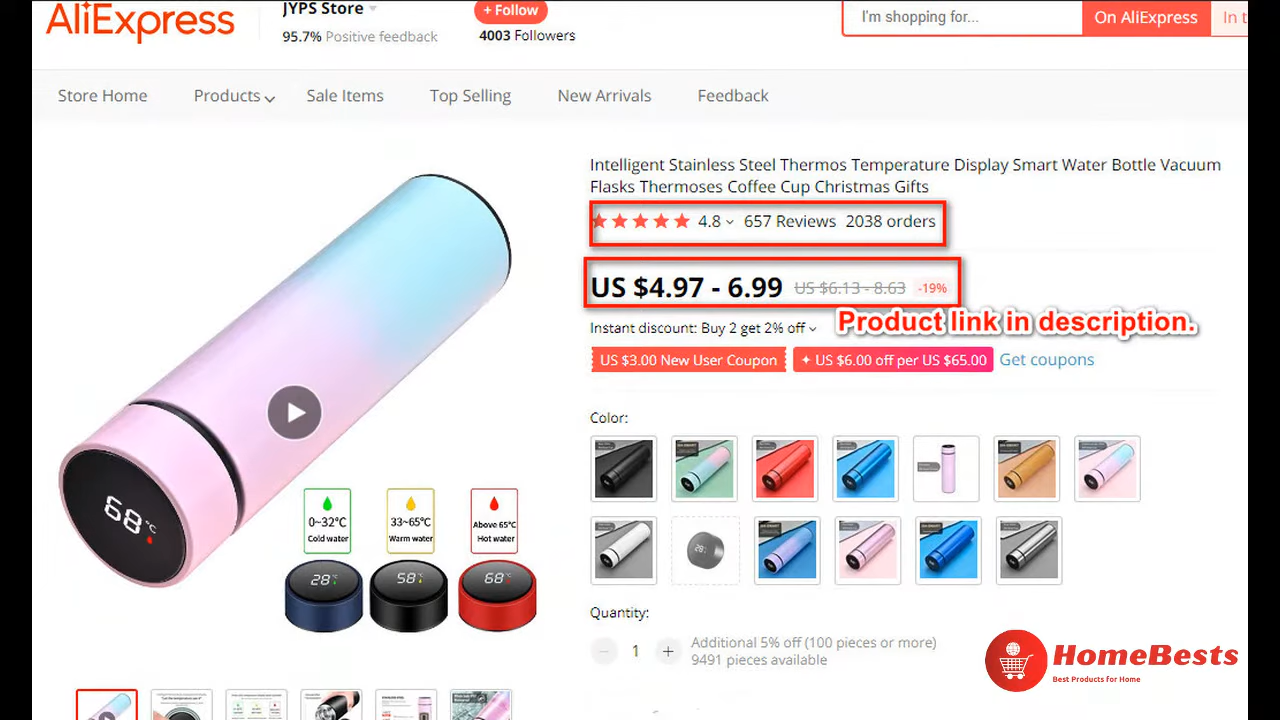 AliExpress
JYPS Store
95.7% Positive feedback
+ Follow
4003 Followers
I'm shopping for...
On AliExpress
In t
Store Home
Products
Sale Items
Top Selling
New Arrivals
Feedback
Intelligent Stainless Steel Thermos Temperature Display Smart Water Bottle Vacuum
Flasks Thermoses Coffee Cup Christmas Gifts
4.8 657 Reviews 2038 orders
US $4.97 - 6.99 US $6.13 - 8.63 -19%
Instant discount: Buy 2 get 2% off
Product link in description.
US $3.00 New User Coupon
US $6.00 off per US $65.00
Get coupons
68°C
0~32°C
Cold water
33~65°C
Warm water
Above 65°C
Hot water
28°C
58°C
68°C
Color:
Quantity:
1 +
Additional 5% off (100 pieces or more)
9491 pieces available
HomeBests
Best Products for Home